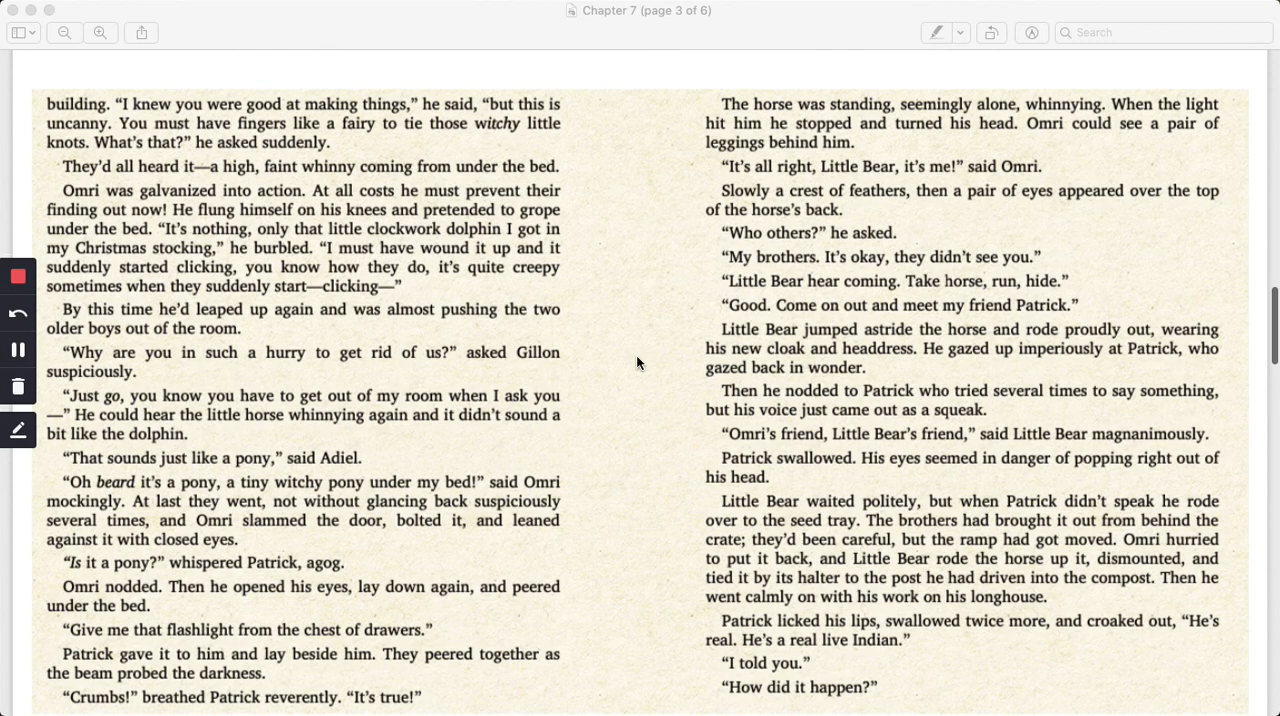 Chapter 7 (page 3 of 6)
Search
building. “I knew you were good at making things,” he said, “but this is
uncanny. You must have fingers like a fairy to tie those witchy little
knots. What’s that?” he asked suddenly.
They’d all heard it—a high, faint whinny coming from under the bed.
Omri was galvanized into action. At all costs he must prevent their
finding out now! He flung himself on his knees and pretended to grope
under the bed. “It’s nothing, only that little clockwork dolphin I got in
my Christmas stocking,” he burbled. “I must have wound it up and it
suddenly started clicking, you know how they do, it’s quite creepy
sometimes when they suddenly start—clicking—”
By this time he’d leaped up again and was almost pushing the two
older boys out of the room.
“Why are you in such a hurry to get rid of us?” asked Gillon
suspiciously.
“Just go, you know you have to get out of my room when I ask you
—” He could hear the little horse whinnying again and it didn’t sound a
bit like the dolphin.
“That sounds just like a pony,” said Adiel.
“Oh beard it’s a pony, a tiny witchy pony under my bed!” said Omri
mockingly. At last they went, not without glancing back suspiciously
several times, and Omri slammed the door, bolted it, and leaned
against it with closed eyes.
“Is it a pony?” whispered Patrick, agog.
Omri nodded. Then he opened his eyes, lay down again, and peered
under the bed.
“Give me that flashlight from the chest of drawers.”
Patrick gave it to him and lay beside him. They peered together as
the beam probed the darkness.
“Crumbs!” breathed Patrick reverently. “It’s true!”
The horse was standing, seemingly alone, whinnying. When the light
hit him he stopped and turned his head. Omri could see a pair of
leggings behind him.
“It’s all right, Little Bear, it’s me!” said Omri.
Slowly a crest of feathers, then a pair of eyes appeared over the top
of the horse’s back.
“Who others?” he asked.
“My brothers. It’s okay, they didn’t see you.”
“Little Bear hear coming. Take horse, run, hide.”
“Good. Come on out and meet my friend Patrick.”
Little Bear jumped astride the horse and rode proudly out, wearing
his new cloak and headdress. He gazed up imperiously at Patrick, who
gazed back in wonder.
Then he nodded to Patrick who tried several times to say something,
but his voice just came out as a squeak.
“Omri’s friend, Little Bear’s friend,” said Little Bear magnanimously.
Patrick swallowed. His eyes seemed in danger of popping right out of
his head.
Little Bear waited politely, but when Patrick didn’t speak he rode
over to the seed tray. The brothers had brought it out from behind the
crate; they’d been careful, but the ramp had got moved. Omri hurried
to put it back, and Little Bear rode the horse up it, dismounted, and
tied it by its halter to the post he had driven into the compost. Then he
went calmly on with his work on his longhouse.
Patrick licked his lips, swallowed twice more, and croaked out, “He’s
real. He’s a real live Indian.”
“I told you.”
“How did it happen?”